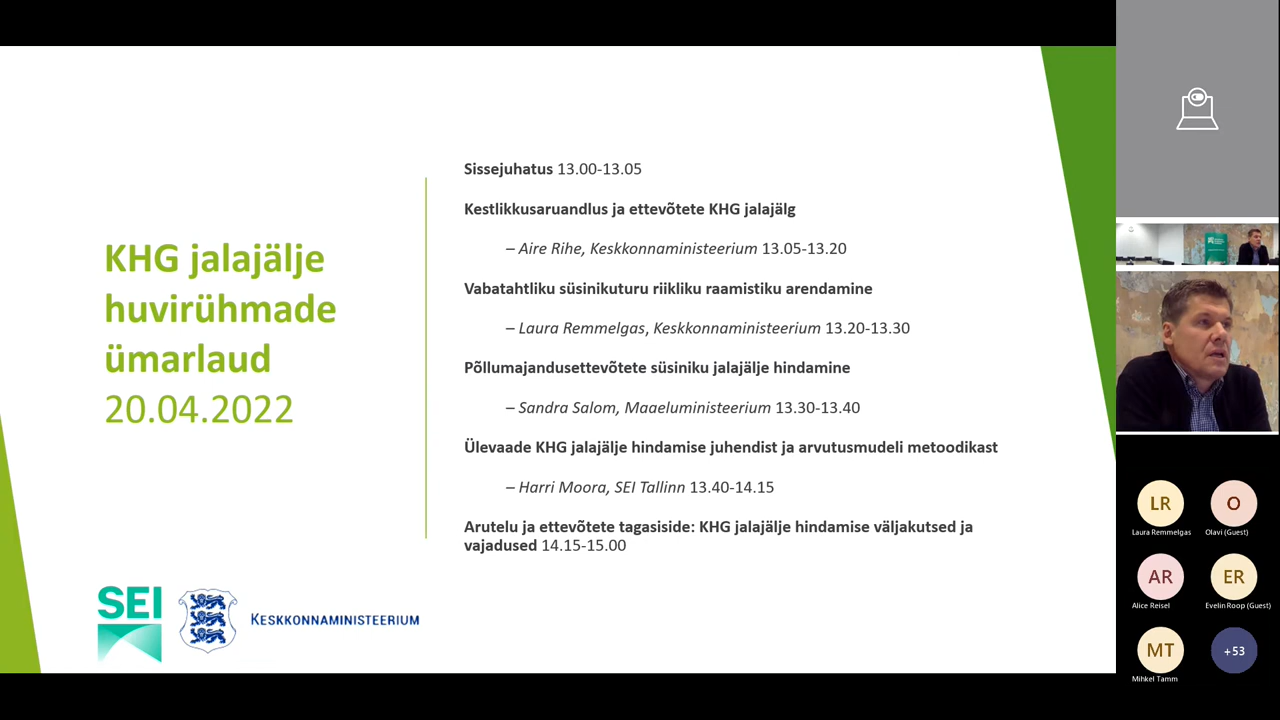 KHG jalajälje
huvirühmade
ümarlaud
20.04.2022
Sissejuhatus 13.00-13.05
Kestlikkusaruandlus ja ettevõtete KHG jalajälg
– Aire Rihe, Keskkonnaministeerium 13.05-13.20
Vabatahtliku süsinikuturu riikliku raamistiku arendamine
– Laura Remmelgas, Keskkonnaministeerium 13.20-13.30
Põllumajandusettevõtete süsiniku jalajälje hindamine
– Sandra Salom, Maaeluministeerium 13.30-13.40
Ülevaade KHG jalajälje hindamise juhendist ja arvutusmudeli metoodikast
– Harri Moora, SEI Tallinn 13.40-14.15
Arutelu ja ettevõtete tagasiside: KHG jalajälje hindamise väljakutsed ja
vajadused 14.15-15.00
SEI
KESKKONNAMINISTEERIUM
LR
Laura Remmelgas
O
Olavi (Guest)
AR
Alice Reisel
ER
Evelin Roop (Guest)
MT
Mihkel Tamm
+53